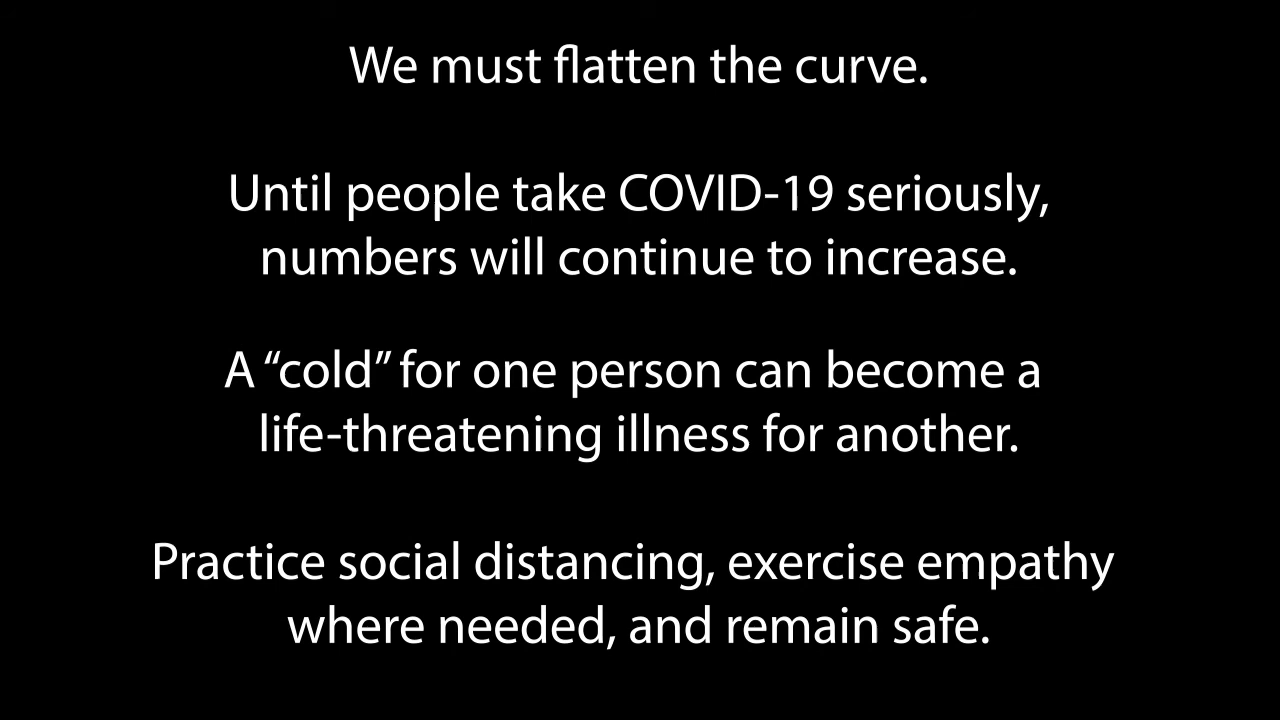 We must flatten the curve.
Until people take COVID-19 seriously,
numbers will continue to increase.
A “cold” for one person can become a
life-threatening illness for another.
Practice social distancing, exercise empathy
where needed, and remain safe.